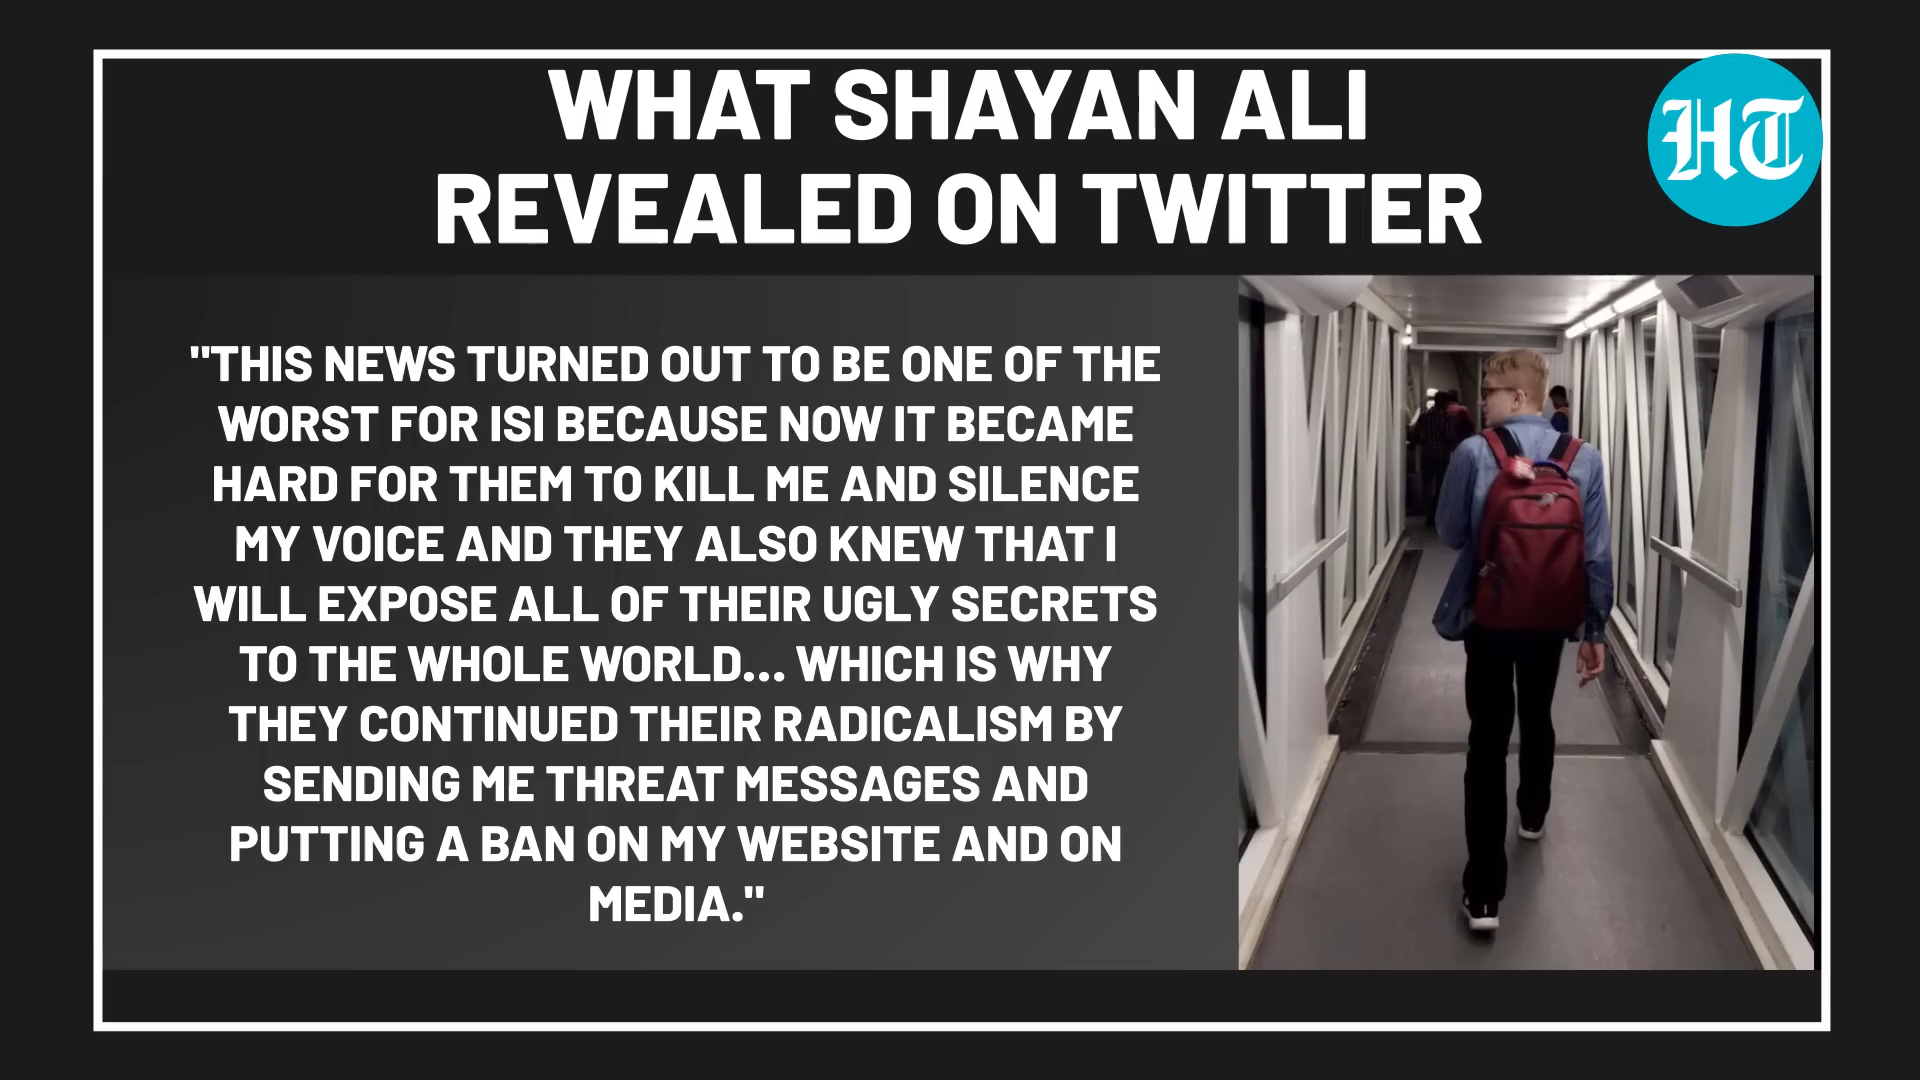 WHAT SHAYAN ALI
REVEALED ON TWITTER
HT
"THIS NEWS TURNED OUT TO BE ONE OF THE
WORST FOR ISI BECAUSE NOW IT BECAME
HARD FOR THEM TO KILL ME AND SILENCE
MY VOICE AND THEY ALSO KNEW THAT I
WILL EXPOSE ALL OF THEIR UGLY SECRETS
TO THE WHOLE WORLD... WHICH IS WHY
THEY CONTINUED THEIR RADICALISM BY
SENDING ME THREAT MESSAGES AND
PUTTING A BAN ON MY WEBSITE AND ON
MEDIA."